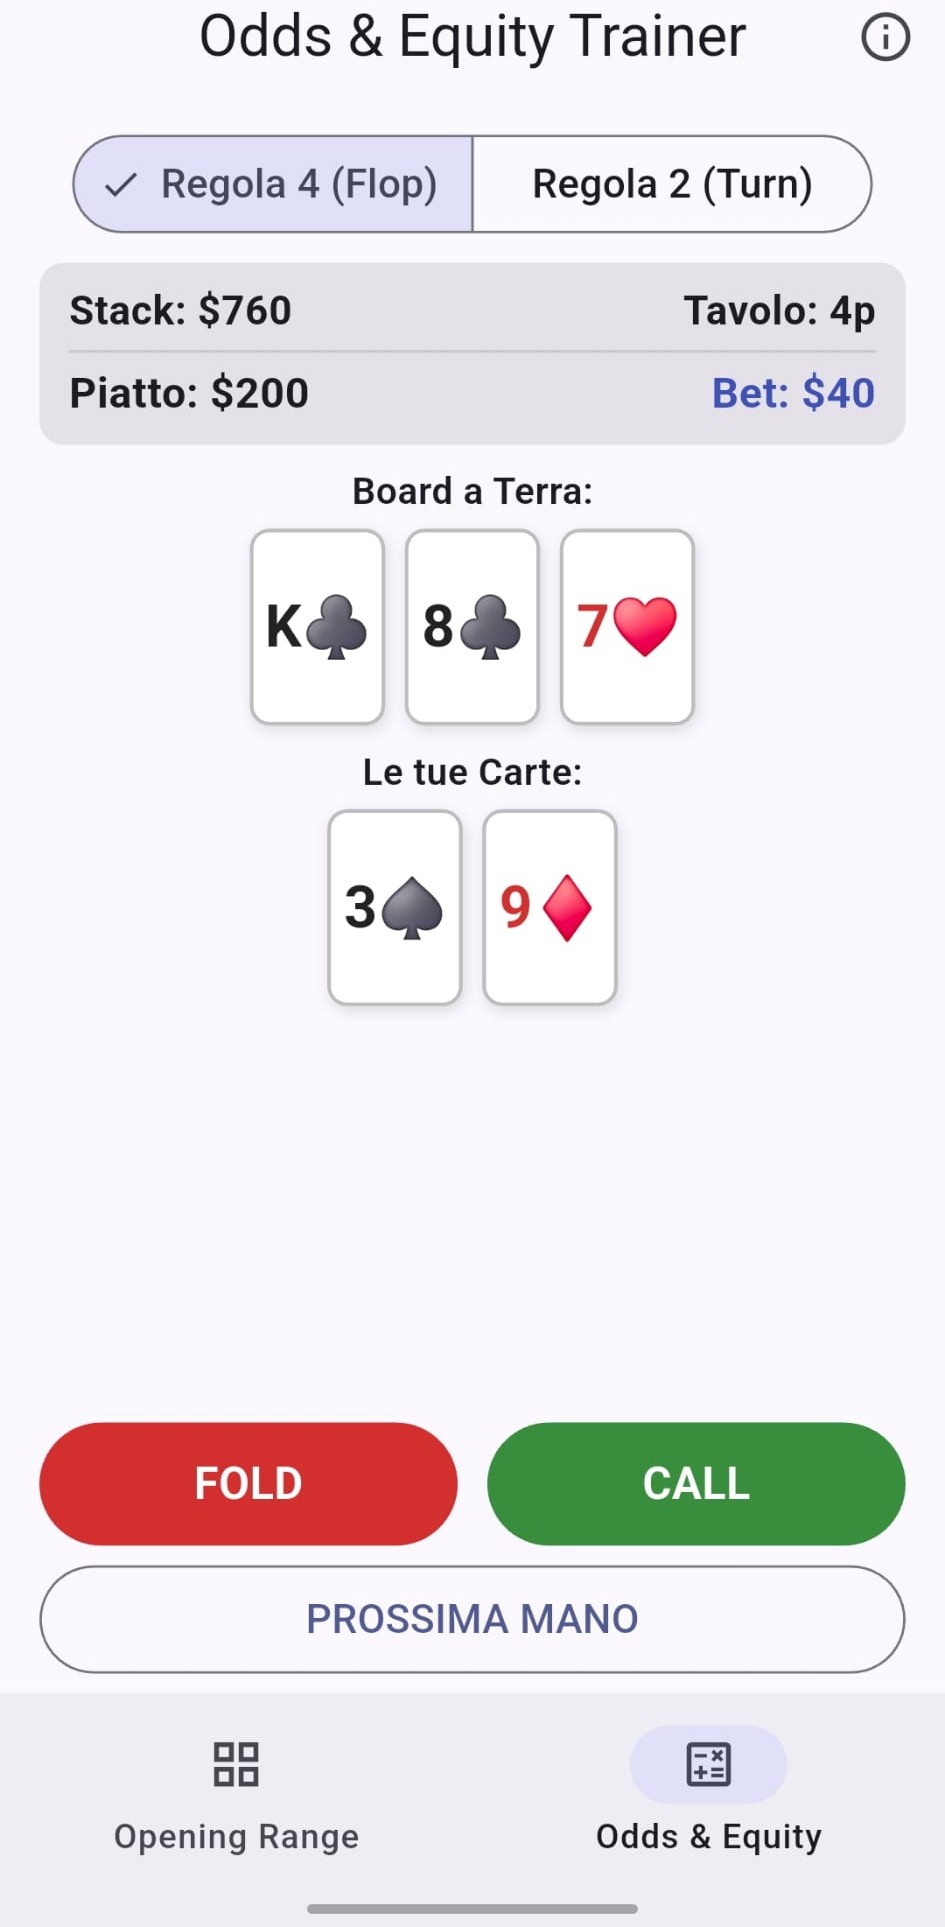 Odds & Equity Trainer
Regola 4 (Flop) Regola 2 (Turn)
Stack: $760 Tavolo: 4p
Piatto: $200 Bet: $40
Board a Terra:
K♣ 8♣ 7♥
Le tue Carte:
3♠ 9♦
FOLD CALL
PROSSIMA MANO
Opening Range Odds & Equity